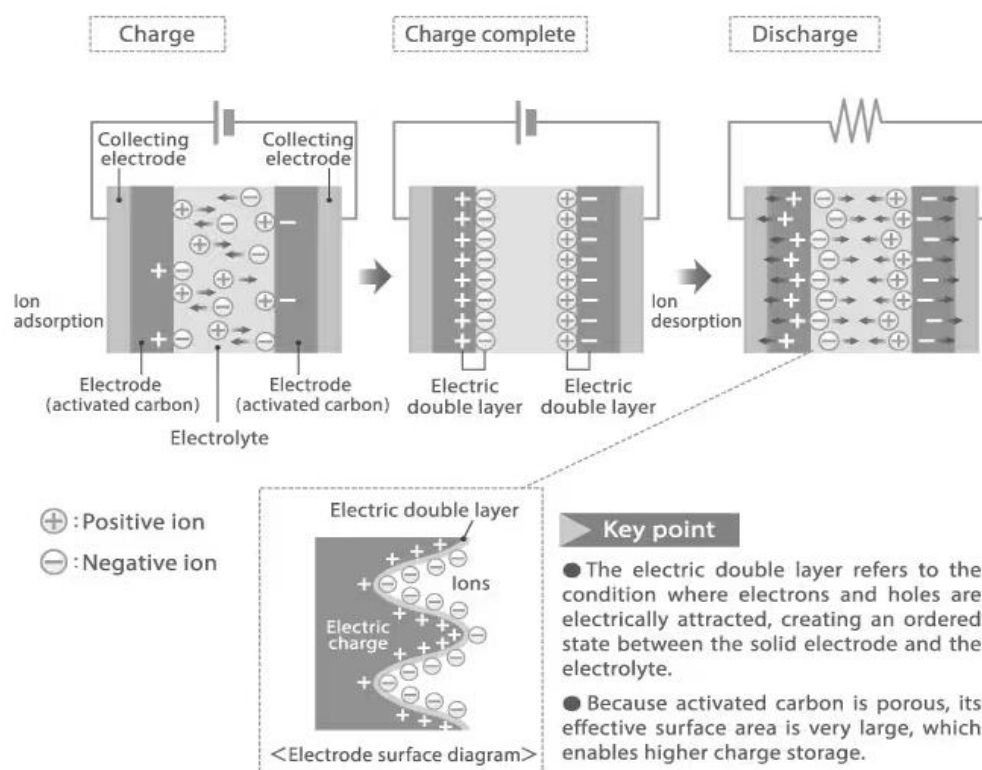 Charge
Charge complete
Discharge
Collecting
electrode
Collecting
electrode
Ion
adsorption
Ion
desorption
Electrode
(activated carbon)
Electrode
(activated carbon)
Electrolyte
Electric
double layer
Electric
double layer
⊕ : Positive ion
⊖ : Negative ion
Electric double layer
Ions
Electric
charge
<Electrode surface diagram>
Key point
● The electric double layer refers to the
condition where electrons and holes are
electrically attracted, creating an ordered
state between the solid electrode and the
electrolyte.
● Because activated carbon is porous, its
effective surface area is very large, which
enables higher charge storage.